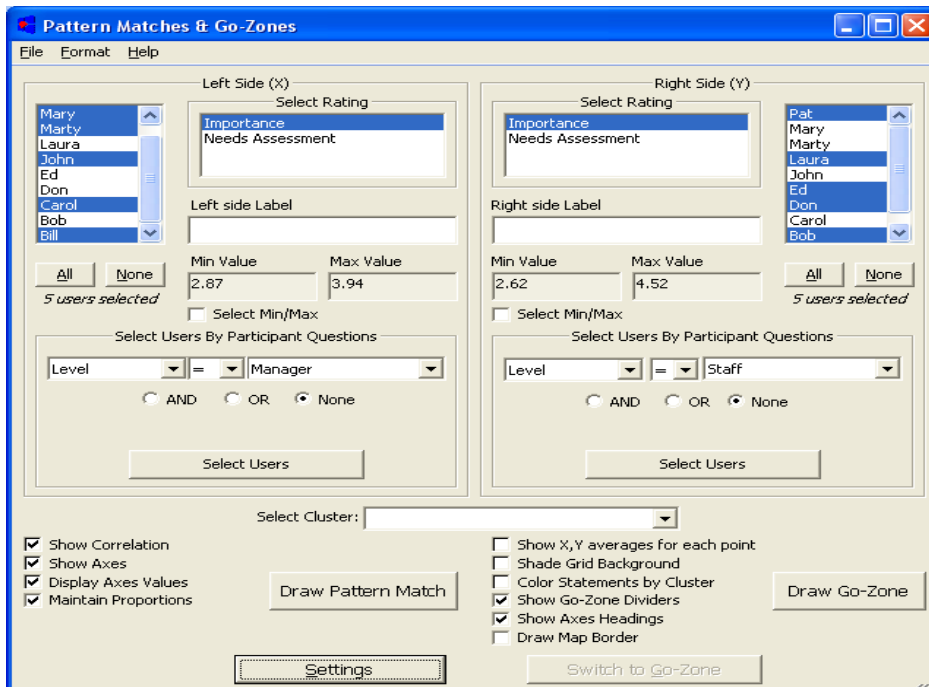 Pattern Matches & Go-Zones
File Format Help
Left Side (X)
Mary
Marty
Laura
John
Ed
Don
Carol
Bob
Bill
Select Rating
Importance
Needs Assessment
Left side Label
All None
5 users selected
Min Value Max Value
2.87 3.94
Select Min/Max
Select Users By Participant Questions
Level = Manager
AND OR None
Select Users
Right Side (Y)
Select Rating
Importance
Needs Assessment
Pat
Mary
Marty
Laura
John
Ed
Don
Carol
Bob
Right side Label
Min Value Max Value
2.62 4.52
All None
5 users selected
Select Min/Max
Select Users By Participant Questions
Level = Staff
AND OR None
Select Users
Select Cluster:
Show Correlation
Show Axes
Display Axes Values
Maintain Proportions
Draw Pattern Match
Show X,Y averages for each point
Shade Grid Background
Color Statements by Cluster
Show Go-Zone Dividers
Show Axes Headings
Draw Map Border
Draw Go-Zone
Settings
Switch to Go-Zone